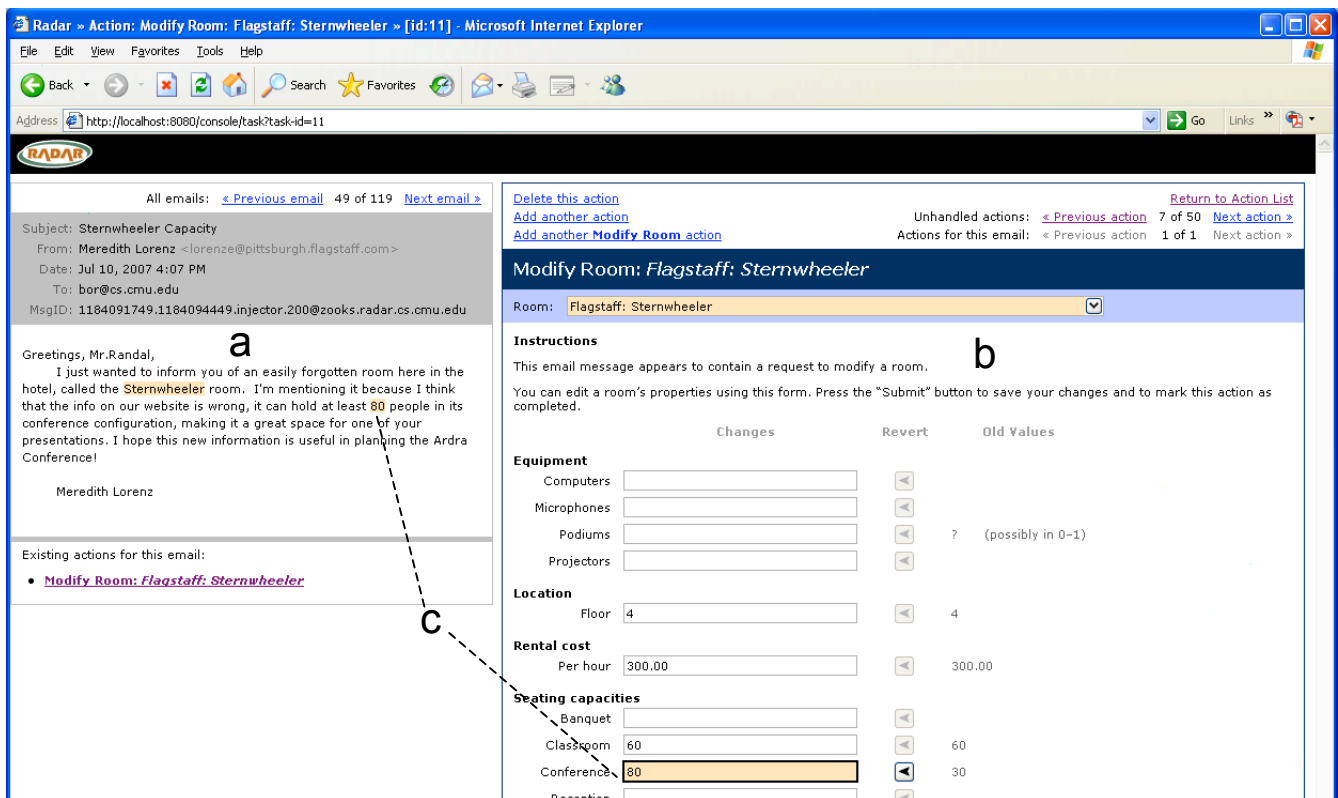 Radar » Action: Modify Room: Flagstaff: Sternwheeler » [id:11] - Microsoft Internet Explorer
File Edit View Favorites Tools Help
Back Search Favorites
Address http://localhost:8080/console/task?task-id=11 Go Links »
RADAR
All emails: « Previous email 49 of 119 Next email »
Subject: Sternwheeler Capacity
From: Meredith Lorenz <lorenze@pittsburgh.flagstaff.com>
Date: Jul 10, 2007 4:07 PM
To: bor@cs.cmu.edu
MsgID: 1184091749.1184094449.injector.200@zooks.radar.cs.cmu.edu
a
Greetings, Mr.Randal,
I just wanted to inform you of an easily forgotten room here in the
hotel, called the Sternwheeler room. I'm mentioning it because I think
that the info on our website is wrong, it can hold at least 80 people in its
conference configuration, making it a great space for one of your
presentations. I hope this new information is useful in planning the Ardra
Conference!
Meredith Lorenz
Existing actions for this email:
• Modify Room: Flagstaff: Sternwheeler
c
Delete this action Return to Action List
Add another action Unhandled actions: « Previous action 7 of 50 Next action »
Add another Modify Room action Actions for this email: « Previous action 1 of 1 Next action »
Modify Room: Flagstaff: Sternwheeler
Room: Flagstaff: Sternwheeler
b
Instructions
This email message appears to contain a request to modify a room.
You can edit a room's properties using this form. Press the “Submit” button to save your changes and to mark this action as
completed.
Changes Revert Old Values
Equipment
Computers
Microphones
Podiums ? (possibly in 0–1)
Projectors
Location
Floor 4 4
Rental cost
Per hour 300.00 300.00
Seating capacities
Banquet
Classroom 60 60
Conference 80 30
Reception